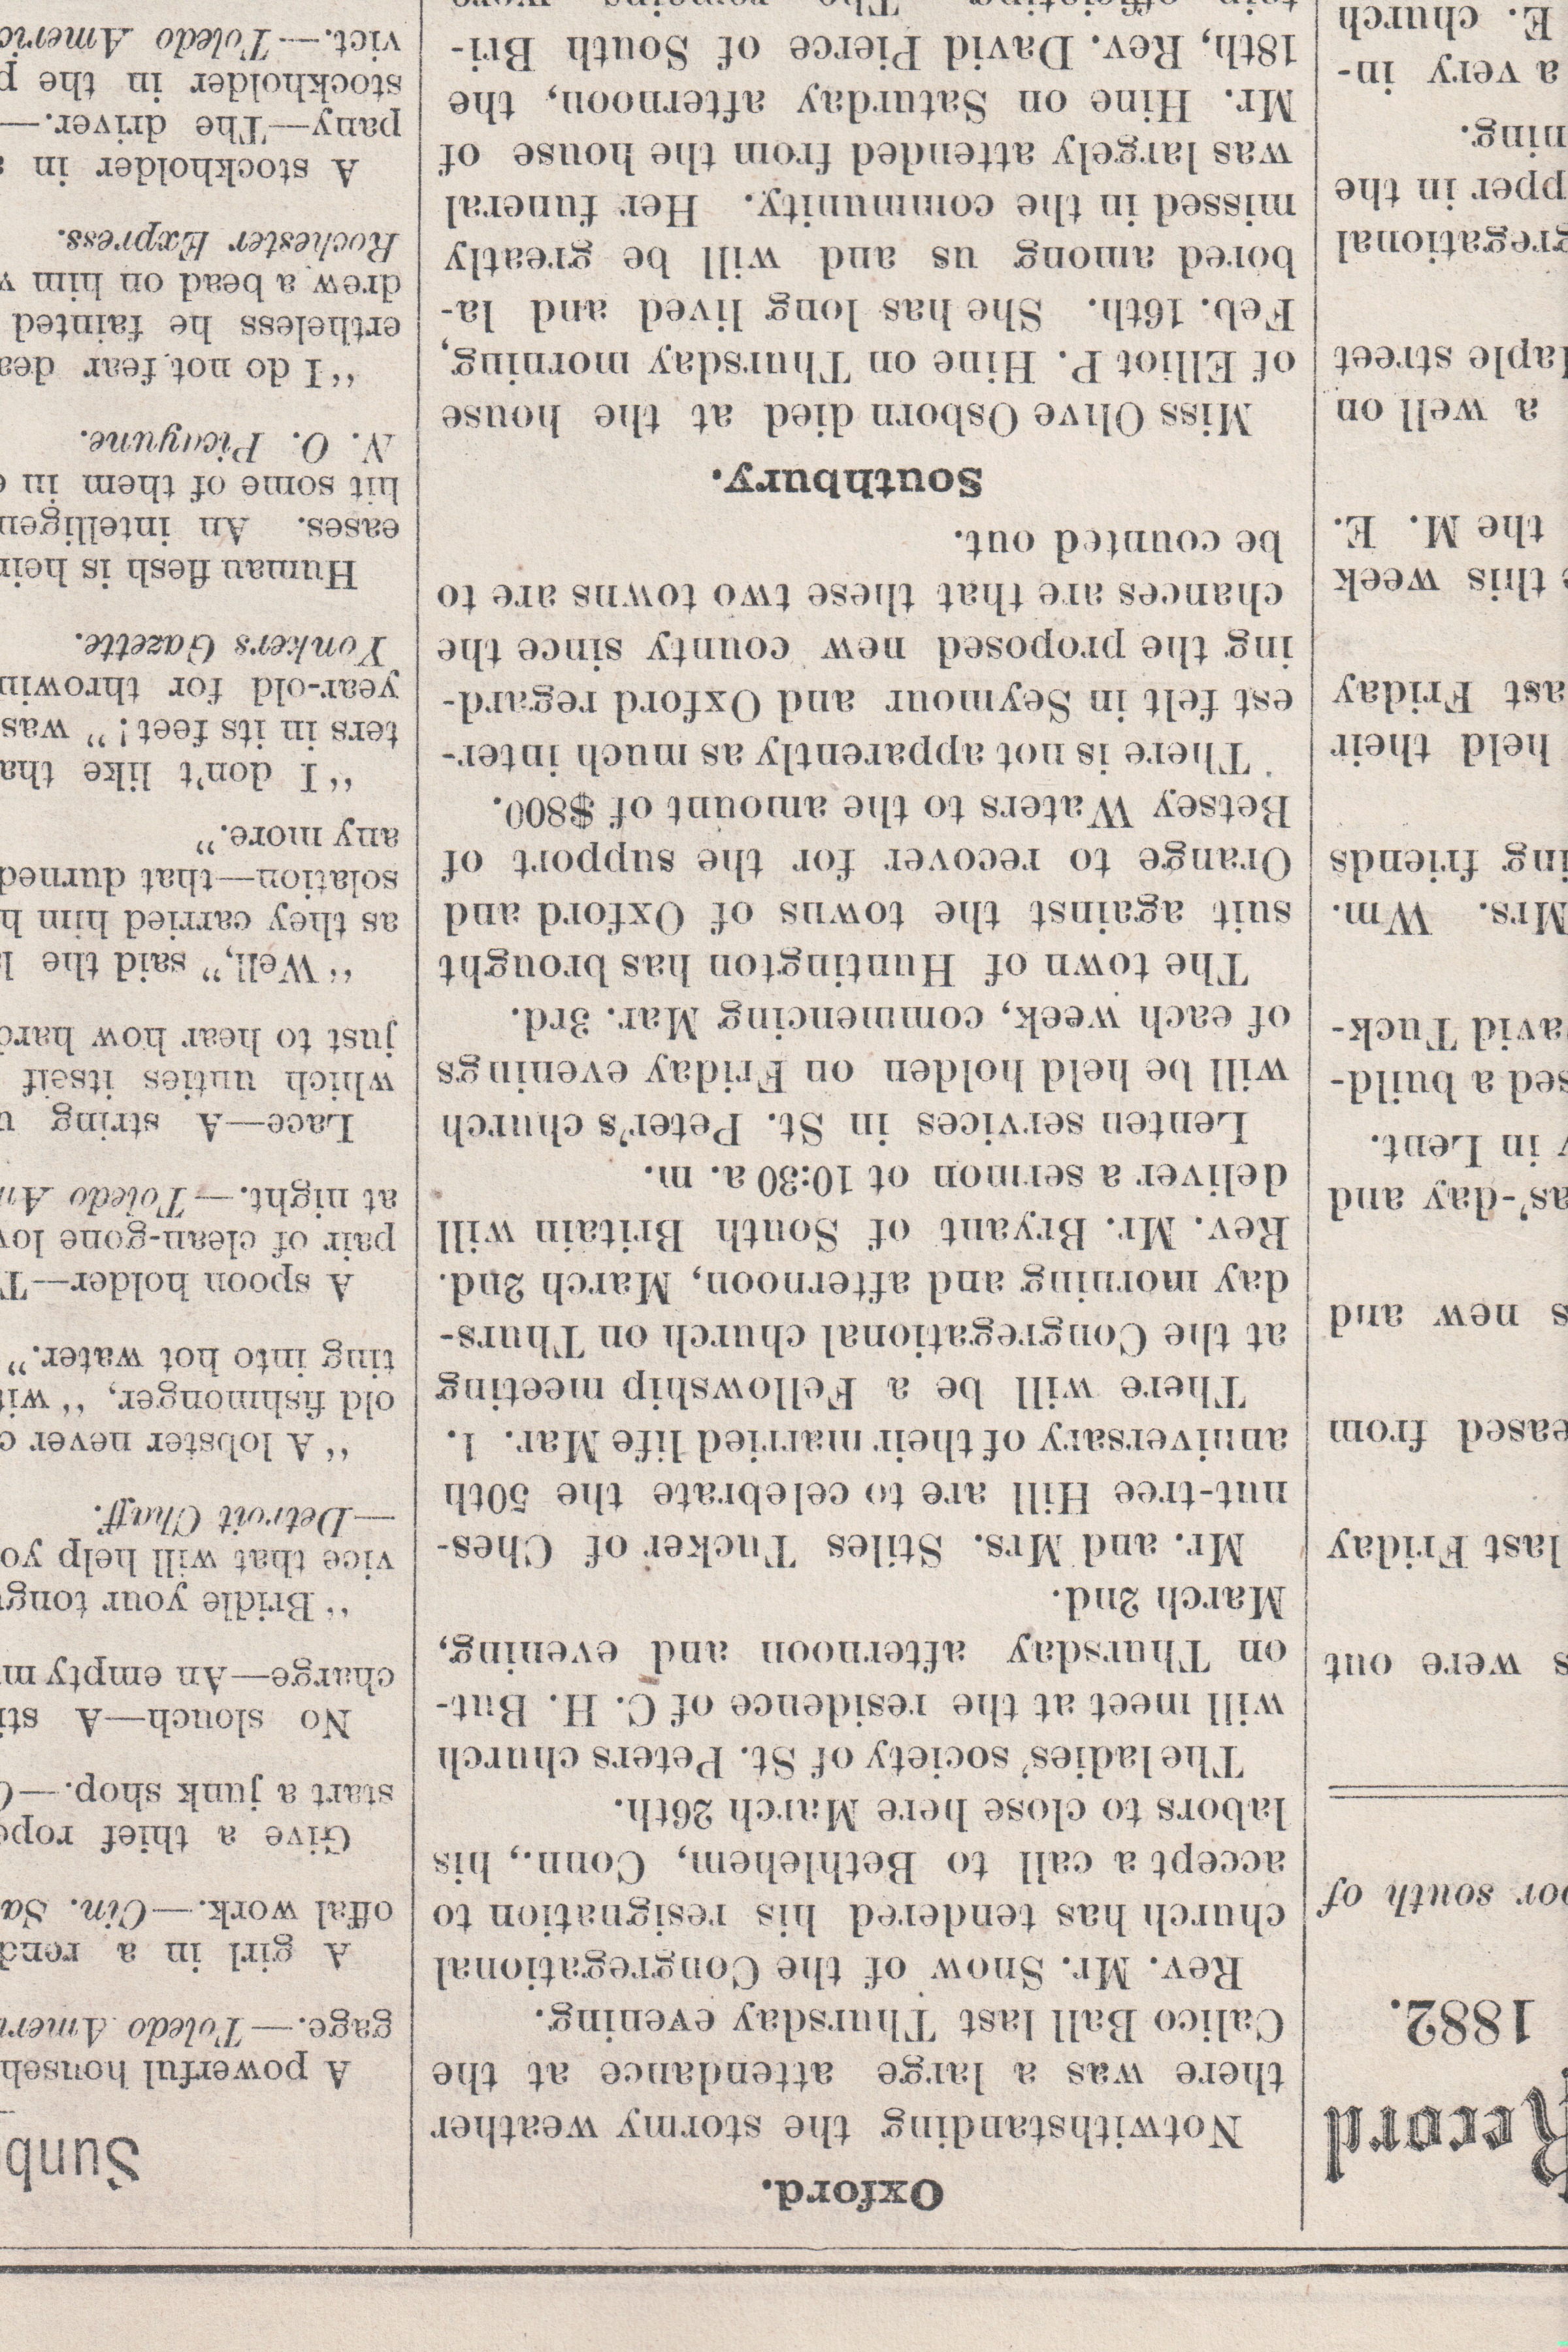 Record
1882.
oor south of
s were out
last Friday
eased from
s new and
as'-day and
y in Lent.
sed a build-
avid Tuck-
Mrs. Wm.
ing friends
held their
ast Friday
e this week
the M. E.
a well on
laple street
gregational
pper in the
ning.
a very in-
E. church
Oxford.
Notwithstanding the stormy weather
there was a large attendance at the
Calico Ball last Thursday evening.
Rev. Mr. Snow of the Congregational
church has tendered his resignation to
accept a call to Bethlehem, Conn., his
labors to close here March 26th.
The ladies' society of St. Peters church
will meet at the residence of C. H. But-
on Thursday afternoon and evening,
March 2nd.
Mr. and Mrs. Stiles Tucker of Ches-
nut-tree Hill are to celebrate the 50th
anniversary of their married life Mar. 1.
There will be a Fellowship meeting
at the Congregational church on Thurs-
day morning and afternoon, March 2nd.
Rev. Mr. Bryant of South Britain will
deliver a sermon ot 10:30 a. m.
Lenten services in St. Peter's church
will be held holden on Friday evenings
of each week, commencing Mar. 3rd.
The town of Huntington has brought
suit against the towns of Oxford and
Orange to recover for the support of
Betsey Waters to the amount of $800.
There is not apparently as much inter-
est felt in Seymour and Oxford regard-
ing the proposed new county since the
chances are that these two towns are to
be counted out.
Southbury.
Miss Olive Osborn died at the house
of Elliot P. Hine on Thursday morning,
Feb. 16th. She has long lived and la-
bored among us and will be greatly
missed in the community. Her funeral
was largely attended from the house of
Mr. Hine on Saturday afternoon, the
18th, Rev. David Pierce of South Bri-
tain officiating. The remains were
Sunb
A powerful househ
gage.—Toledo Ameri
A girl in a rend
offal work.—Cin. Sa
Give a thief rope
start a junk shop.—C
No slouch—A sti
charge—An empty m
"Bridle your tongu
vice that will help yo
—Detroit Chaff.
"A lobster never c
old fishmonger, "wit
ting into hot water."
A spoon holder—T
pair of clean-gone lov
at night.—Toledo Am
Lace—A string u
which unties itself
just to hear how hard
"Well," said the l
as they carried him h
solation—that durned
any more."
"I don't like tha
ters in its feet!" was
year-old for throwin
Yonkers Gazette.
Human flesh is heir
eases. An intelligen
hit some of them in
N. O. Picayune.
"I do not fear dea
ertheless he fainted
drew a bead on him w
Rochester Express.
A stockholder in a
pany—The driver.—
stockholder in the p
vict.—Toledo Americ